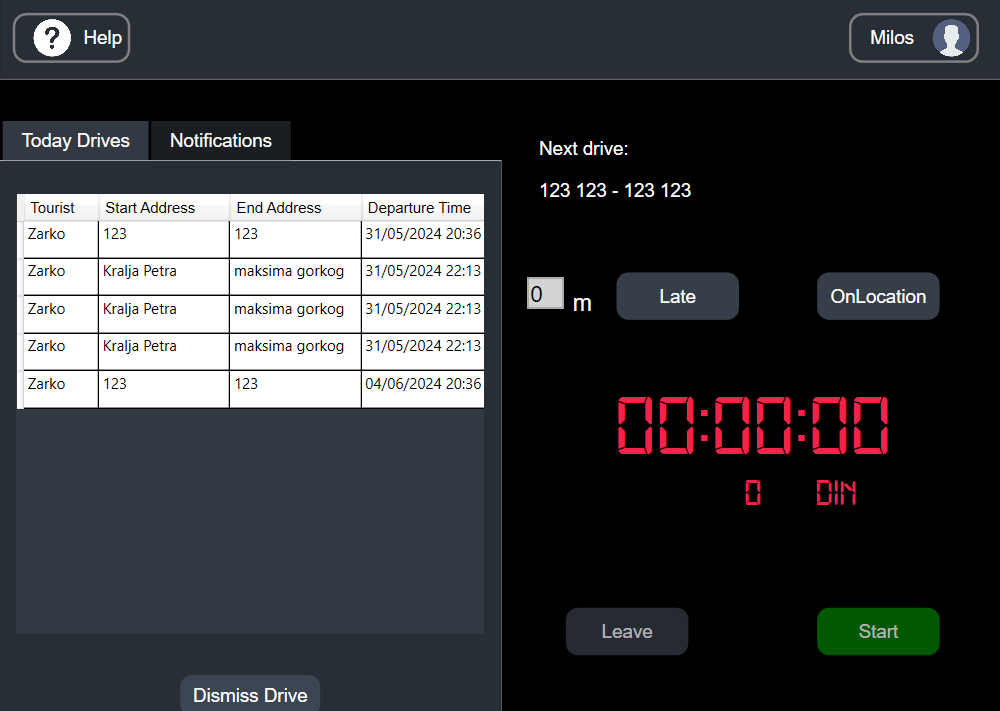 ? Help
Milos
Today Drives Notifications
Tourist Start Address End Address Departure Time
Zarko 123 123 31/05/2024 20:36
Zarko Kralja Petra maksima gorkog 31/05/2024 22:13
Zarko Kralja Petra maksima gorkog 31/05/2024 22:13
Zarko Kralja Petra maksima gorkog 31/05/2024 22:13
Zarko 123 123 04/06/2024 20:36
Dismiss Drive
Next drive:
123 123 - 123 123
0 m Late OnLocation
00:00:00
0 DIN
Leave Start